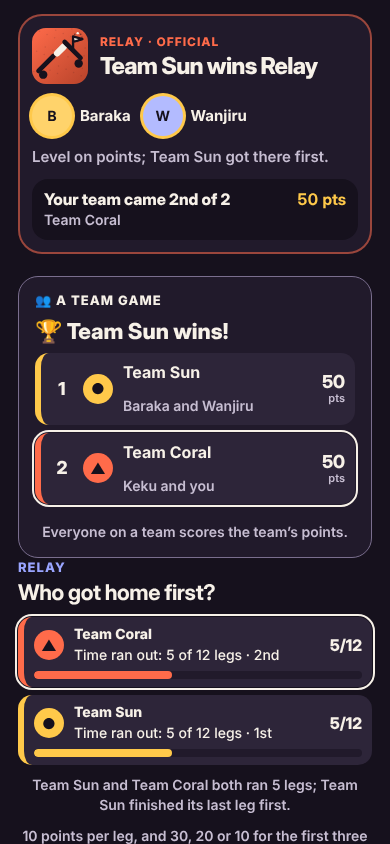 RELAY · OFFICIAL
Team Sun wins Relay
B Baraka W Wanjiru
Level on points; Team Sun got there first.
Your team came 2nd of 2 50 pts
Team Coral
👥 A TEAM GAME
🏆 Team Sun wins!
1 Team Sun 50
Baraka and Wanjiru pts
2 Team Coral 50
Keku and you pts
Everyone on a team scores the team’s points.
RELAY
Who got home first?
Team Coral
Time ran out: 5 of 12 legs · 2nd 5/12
Team Sun
Time ran out: 5 of 12 legs · 1st 5/12
Team Sun and Team Coral both ran 5 legs; Team
Sun finished its last leg first.
10 points per leg, and 30, 20 or 10 for the first three